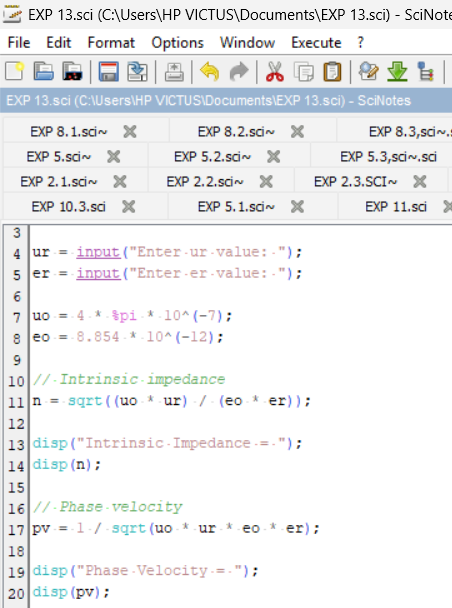 EXP 13.sci (C:\Users\HP VICTUS\Documents\EXP 13.sci) - SciNote
File Edit Format Options Window Execute ?
EXP 13.sci (C:\Users\HP VICTUS\Documents\EXP 13.sci) - SciNotes
EXP 8.1.sci~ EXP 8.2.sci~ EXP 8.3,sci~.s
EXP 5.sci~ EXP 5.2.sci~ EXP 5.3,sci~.sci
EXP 2.1.sci~ EXP 2.2.sci~ EXP 2.3.SCI~
EXP 10.3.sci EXP 5.1.sci~ EXP 11.sci
3
4 ur = input("Enter ur value: ");
5 er = input("Enter er value: ");
6
7 uo = 4 * %pi * 10^(-7);
8 eo = 8.854 * 10^(-12);
9
10 // Intrinsic impedance
11 n = sqrt((uo * ur) / (eo * er));
12
13 disp("Intrinsic Impedance = ");
14 disp(n);
15
16 // Phase velocity
17 pv = 1 / sqrt(uo * ur * eo * er);
18
19 disp("Phase Velocity = ");
20 disp(pv);